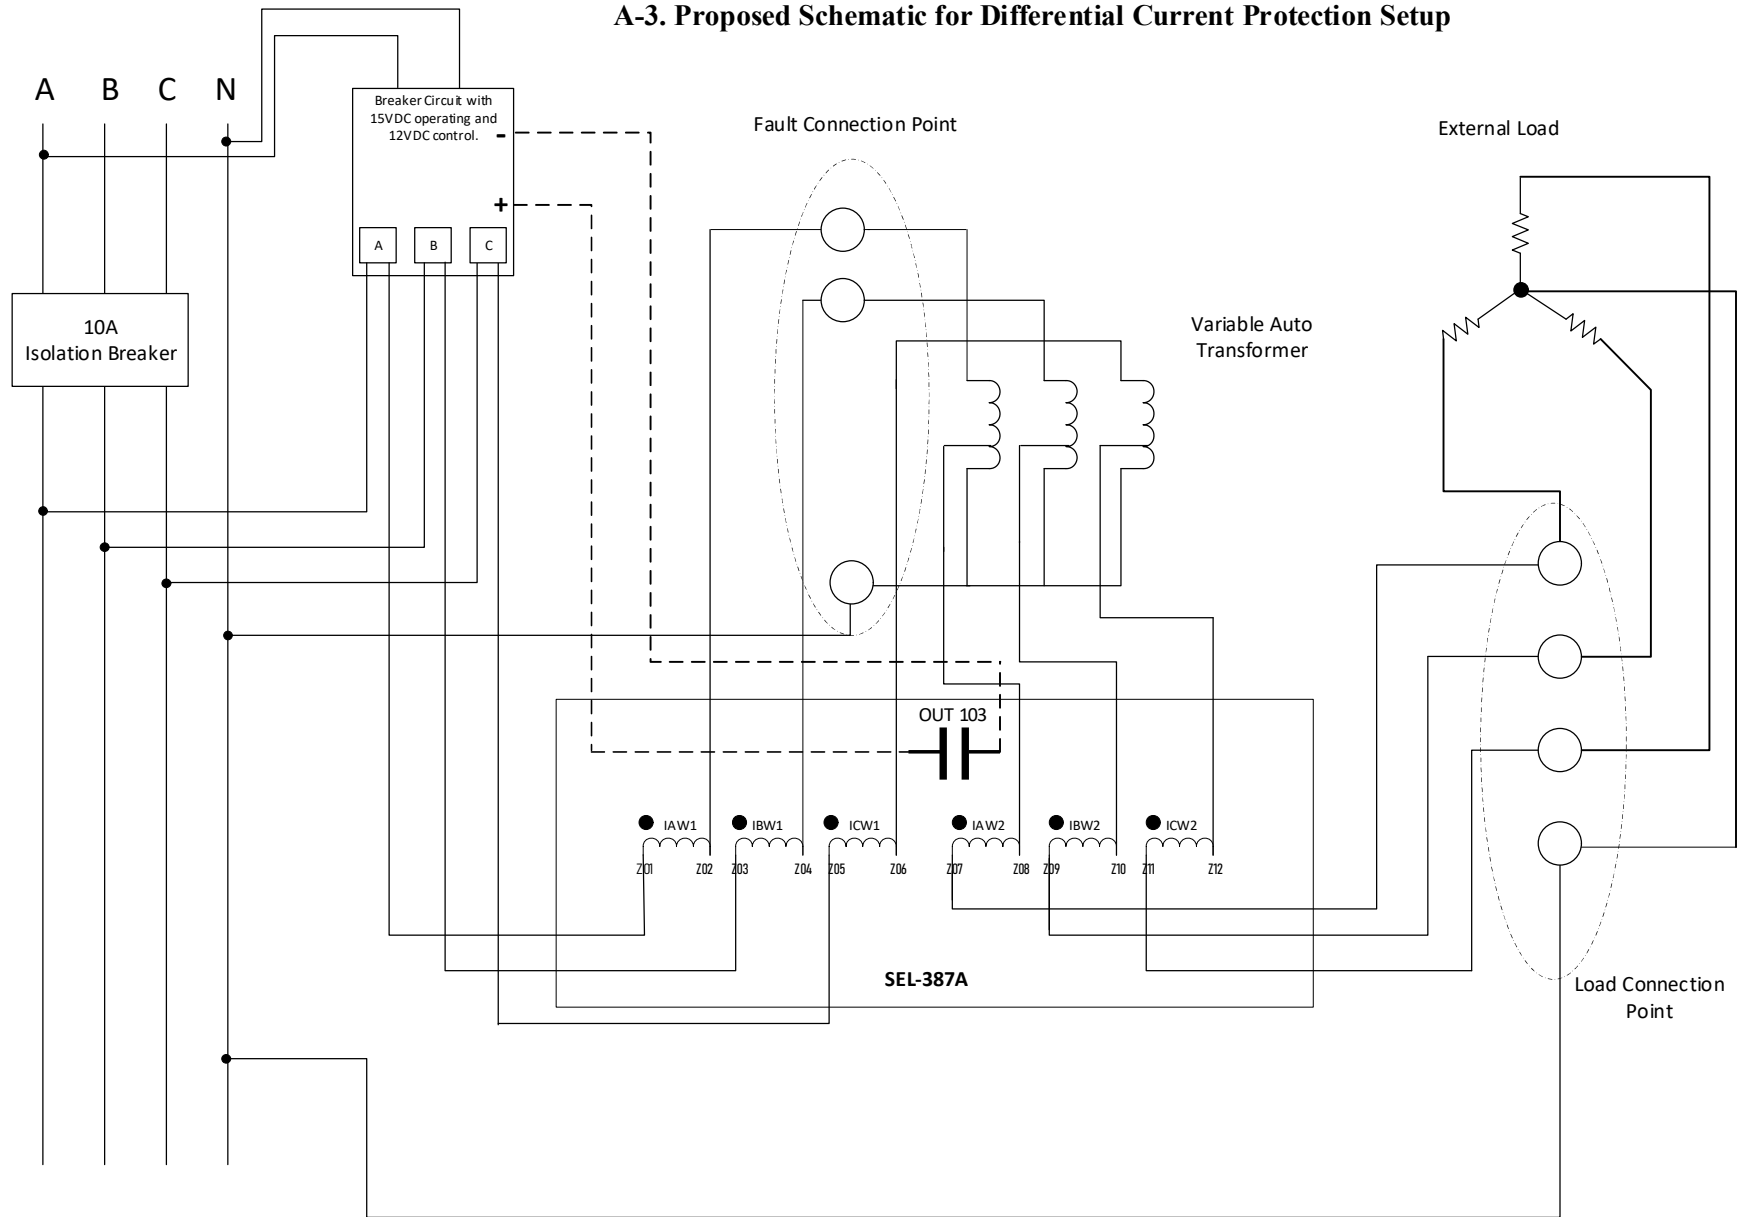 A-3. Proposed Schematic for Differential Current Protection Setup
A B C N
Breaker Circuit with
15VDC operating and
12VDC control.
-
+
A B C
Fault Connection Point
External Load
10A
Isolation Breaker
Variable Auto
Transformer
OUT 103
IAW1 IBW1 ICW1 IAW2 IBW2 ICW2
Z01 Z02 Z03 Z04 Z05 Z06 Z07 Z08 Z09 Z10 Z11 Z12
SEL-387A
Load Connection
Point